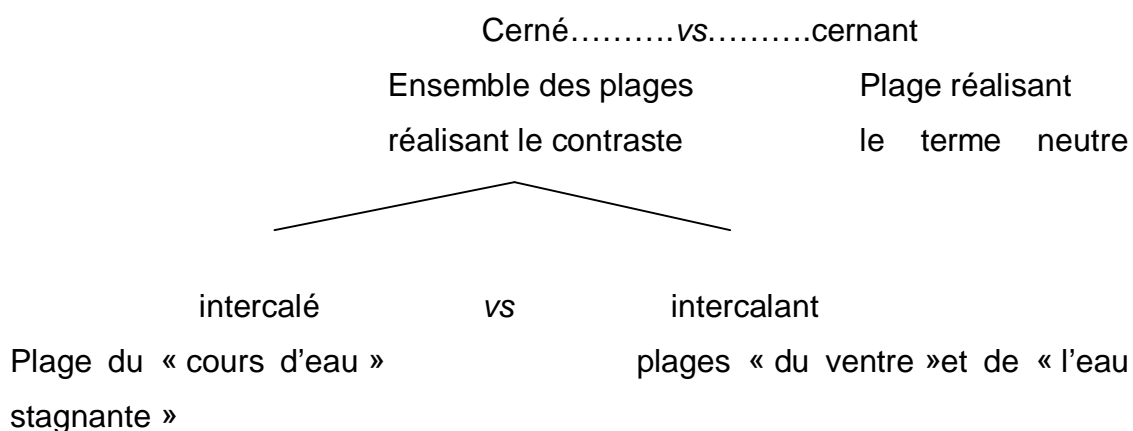 Cerné……….vs……….cernant
Ensemble des plages Plage réalisant
réalisant le contraste le terme neutre
intercalé vs intercalant
Plage du « cours d’eau » plages « du ventre »et de « l’eau
stagnante »